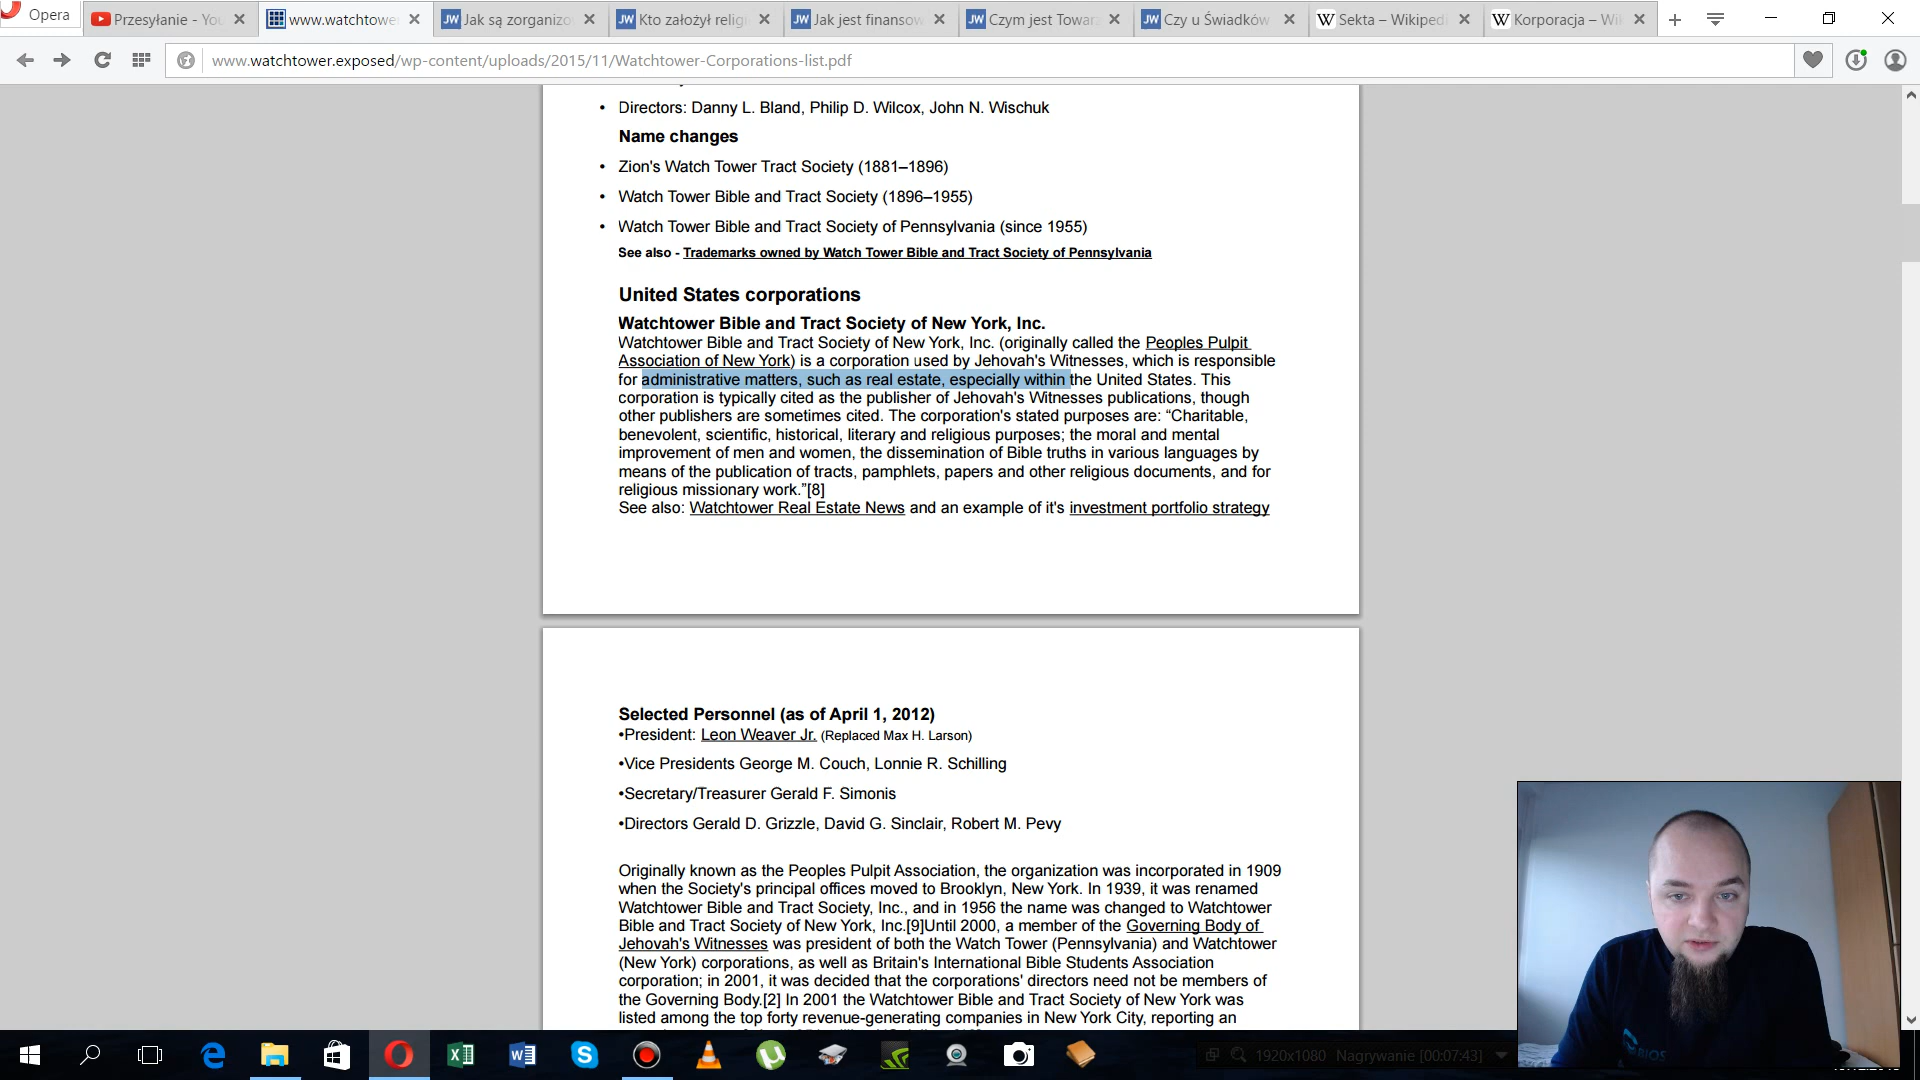 Opera
Przesyłanie - You
www.watchtowe
Jak są zorganizo
Kto założył religi
Jak jest finansow
Czym jest Towarz
Czy u Świadków
Sekta – Wikipedi
Korporacja – Wi
www.watchtower.exposed/wp-content/uploads/2015/11/Watchtower-Corporations-list.pdf
• Directors: Danny L. Bland, Philip D. Wilcox, John N. Wischuk
Name changes
• Zion's Watch Tower Tract Society (1881–1896)
• Watch Tower Bible and Tract Society (1896–1955)
• Watch Tower Bible and Tract Society of Pennsylvania (since 1955)
See also - Trademarks owned by Watch Tower Bible and Tract Society of Pennsylvania
United States corporations
Watchtower Bible and Tract Society of New York, Inc.
Watchtower Bible and Tract Society of New York, Inc. (originally called the Peoples Pulpit
Association of New York) is a corporation used by Jehovah's Witnesses, which is responsible
for administrative matters, such as real estate, especially within the United States. This
corporation is typically cited as the publisher of Jehovah's Witnesses publications, though
other publishers are sometimes cited. The corporation's stated purposes are: “Charitable,
benevolent, scientific, historical, literary and religious purposes; the moral and mental
improvement of men and women, the dissemination of Bible truths in various languages by
means of the publication of tracts, pamphlets, papers and other religious documents, and for
religious missionary work.”[8]
See also: Watchtower Real Estate News and an example of it's investment portfolio strategy
Selected Personnel (as of April 1, 2012)
•President: Leon Weaver Jr. (Replaced Max H. Larson)
•Vice Presidents George M. Couch, Lonnie R. Schilling
•Secretary/Treasurer Gerald F. Simonis
•Directors Gerald D. Grizzle, David G. Sinclair, Robert M. Pevy
Originally known as the Peoples Pulpit Association, the organization was incorporated in 1909
when the Society's principal offices moved to Brooklyn, New York. In 1939, it was renamed
Watchtower Bible and Tract Society, Inc., and in 1956 the name was changed to Watchtower
Bible and Tract Society of New York, Inc.[9]Until 2000, a member of the Governing Body of
Jehovah's Witnesses was president of both the Watch Tower (Pennsylvania) and Watchtower
(New York) corporations, as well as Britain's International Bible Students Association
corporation; in 2001, it was decided that the corporations' directors need not be members of
the Governing Body.[2] In 2001 the Watchtower Bible and Tract Society of New York was
listed among the top forty revenue-generating companies in New York City, reporting an
1920x1080 Nagrywanie [00:07:43]
BIOS